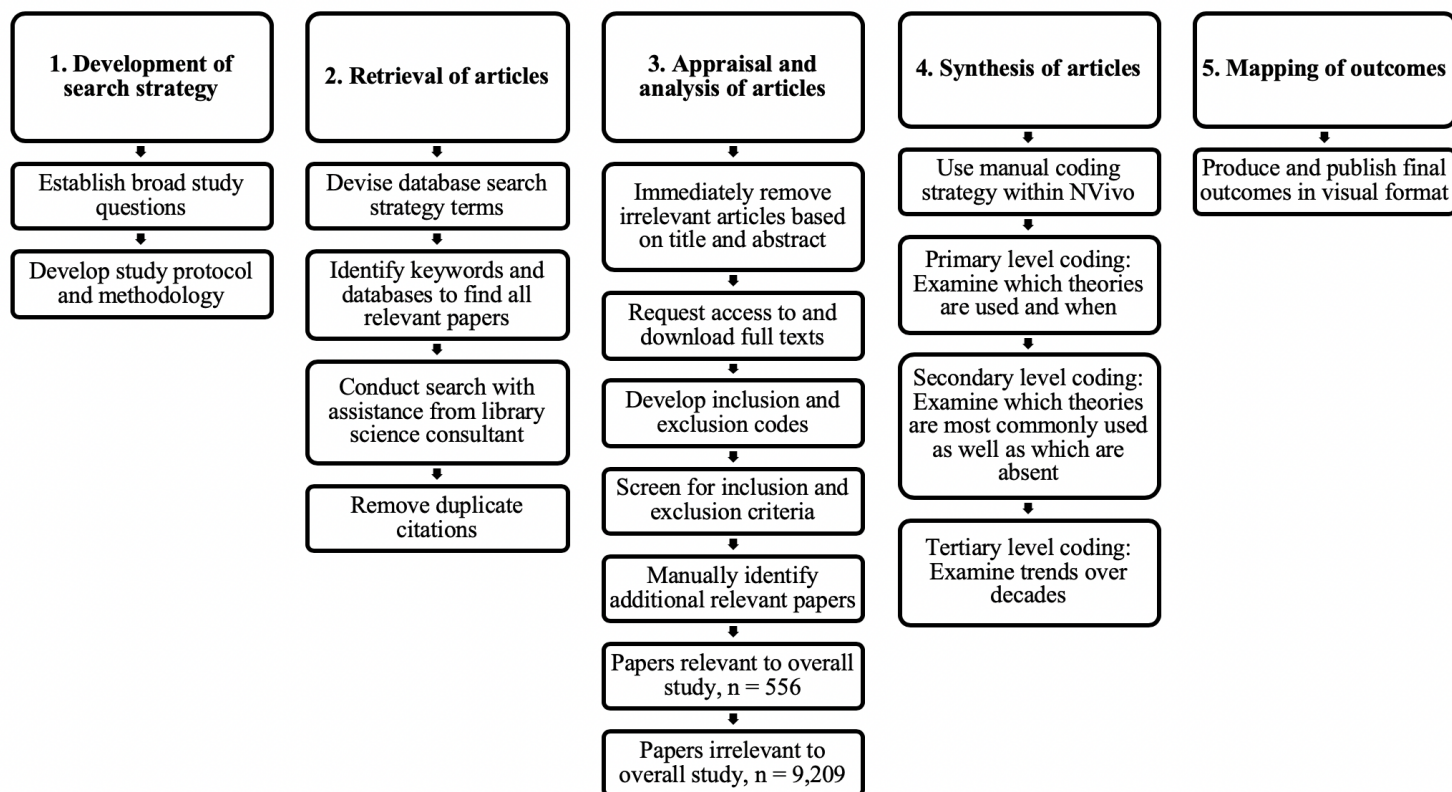 1. Development of
search strategy
Establish broad study
questions
Develop study protocol
and methodology
2. Retrieval of articles
Devise database search
strategy terms
Identify keywords and
databases to find all
relevant papers
Conduct search with
assistance from library
science consultant
Remove duplicate
citations
3. Appraisal and
analysis of articles
Immediately remove
irrelevant articles based
on title and abstract
Request access to and
download full texts
Develop inclusion and
exclusion codes
Screen for inclusion and
exclusion criteria
Manually identify
additional relevant papers
Papers relevant to overall
study, n = 556
Papers irrelevant to
overall study, n = 9,209
4. Synthesis of articles
Use manual coding
strategy within NVivo
Primary level coding:
Examine which theories
are used and when
Secondary level coding:
Examine which theories
are most commonly used
as well as which are
absent
Tertiary level coding:
Examine trends over
decades
5. Mapping of outcomes
Produce and publish final
outcomes in visual format